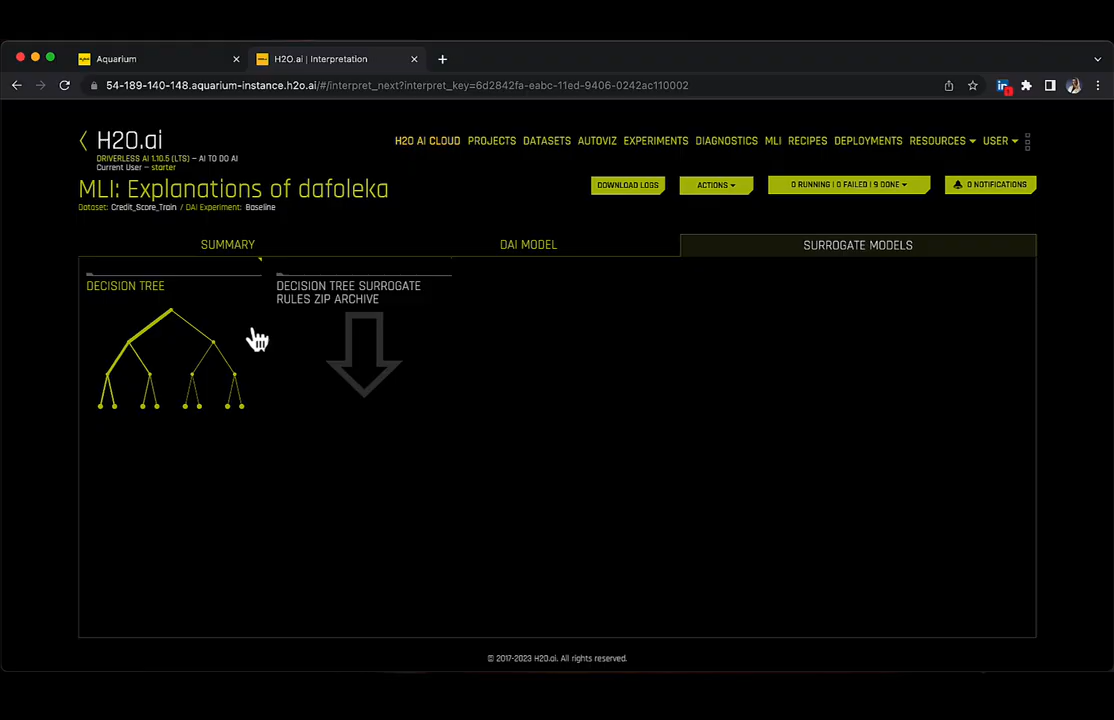 Aquarium
H2O.ai | Interpretation
54-189-140-148.aquarium-instance.h2o.ai/#/interpret_next?interpret_key=6d2842fa-eabc-11ed-9406-0242ac110002
H2O.ai
DRIVERLESS AI 1.10.5 (LTS) — AI TO DO AI
Current User — starter
H2O AI CLOUD PROJECTS DATASETS AUTOVIZ EXPERIMENTS DIAGNOSTICS MLI RECIPES DEPLOYMENTS RESOURCES USER
MLI: Explanations of dafoleka
Dataset: Credit_Score_Train / DAI Experiment: Baseline
DOWNLOAD LOGS
ACTIONS
0 RUNNING | 0 FAILED | 9 DONE
0 NOTIFICATIONS
SUMMARY
DAI MODEL
SURROGATE MODELS
DECISION TREE
DECISION TREE SURROGATE
RULES ZIP ARCHIVE
© 2017-2023 H2O.ai. All rights reserved.